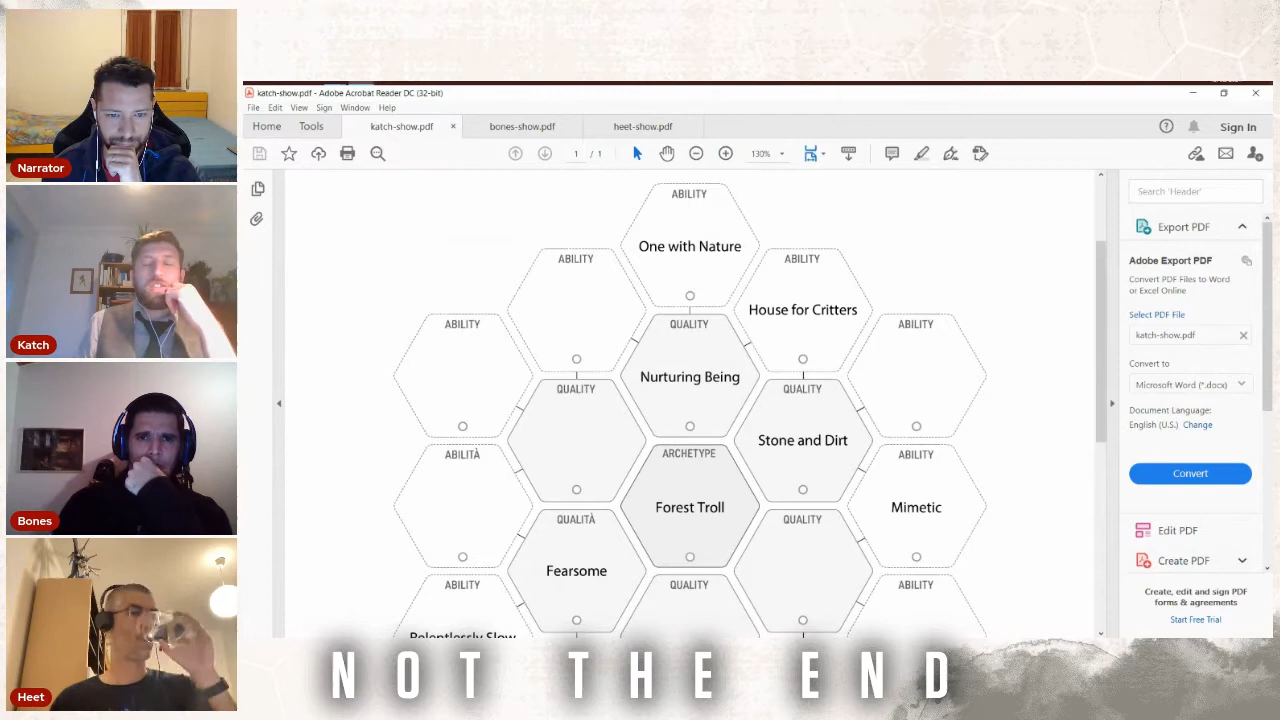 Narrator
Katch
Bones
Heet
katch-show.pdf - Adobe Acrobat Reader DC (32-bit)
File Edit View Sign Window Help
Home Tools katch-show.pdf × bones-show.pdf heet-show.pdf Sign In
1 / 1 130%
ABILITY
One with Nature
ABILITY
ABILITY
House for Critters
ABILITY
QUALITY
Nurturing Being
ABILITY
QUALITY
QUALITY
Stone and Dirt
ABILITÀ
ARCHETYPE
Forest Troll
ABILITY
Mimetic
QUALITÀ
Fearsome
QUALITY
ABILITY
Relentlessly Slow
QUALITY
ABILITY
Search 'Header'
Export PDF
Adobe Export PDF
Convert PDF Files to Word
or Excel Online
Select PDF File
katch-show.pdf
Convert to
Microsoft Word (*.docx)
Document Language:
English (U.S.) Change
Convert
Edit PDF
Create PDF
Create, edit and sign PDF
forms & agreements
Start Free Trial
NOT THE END